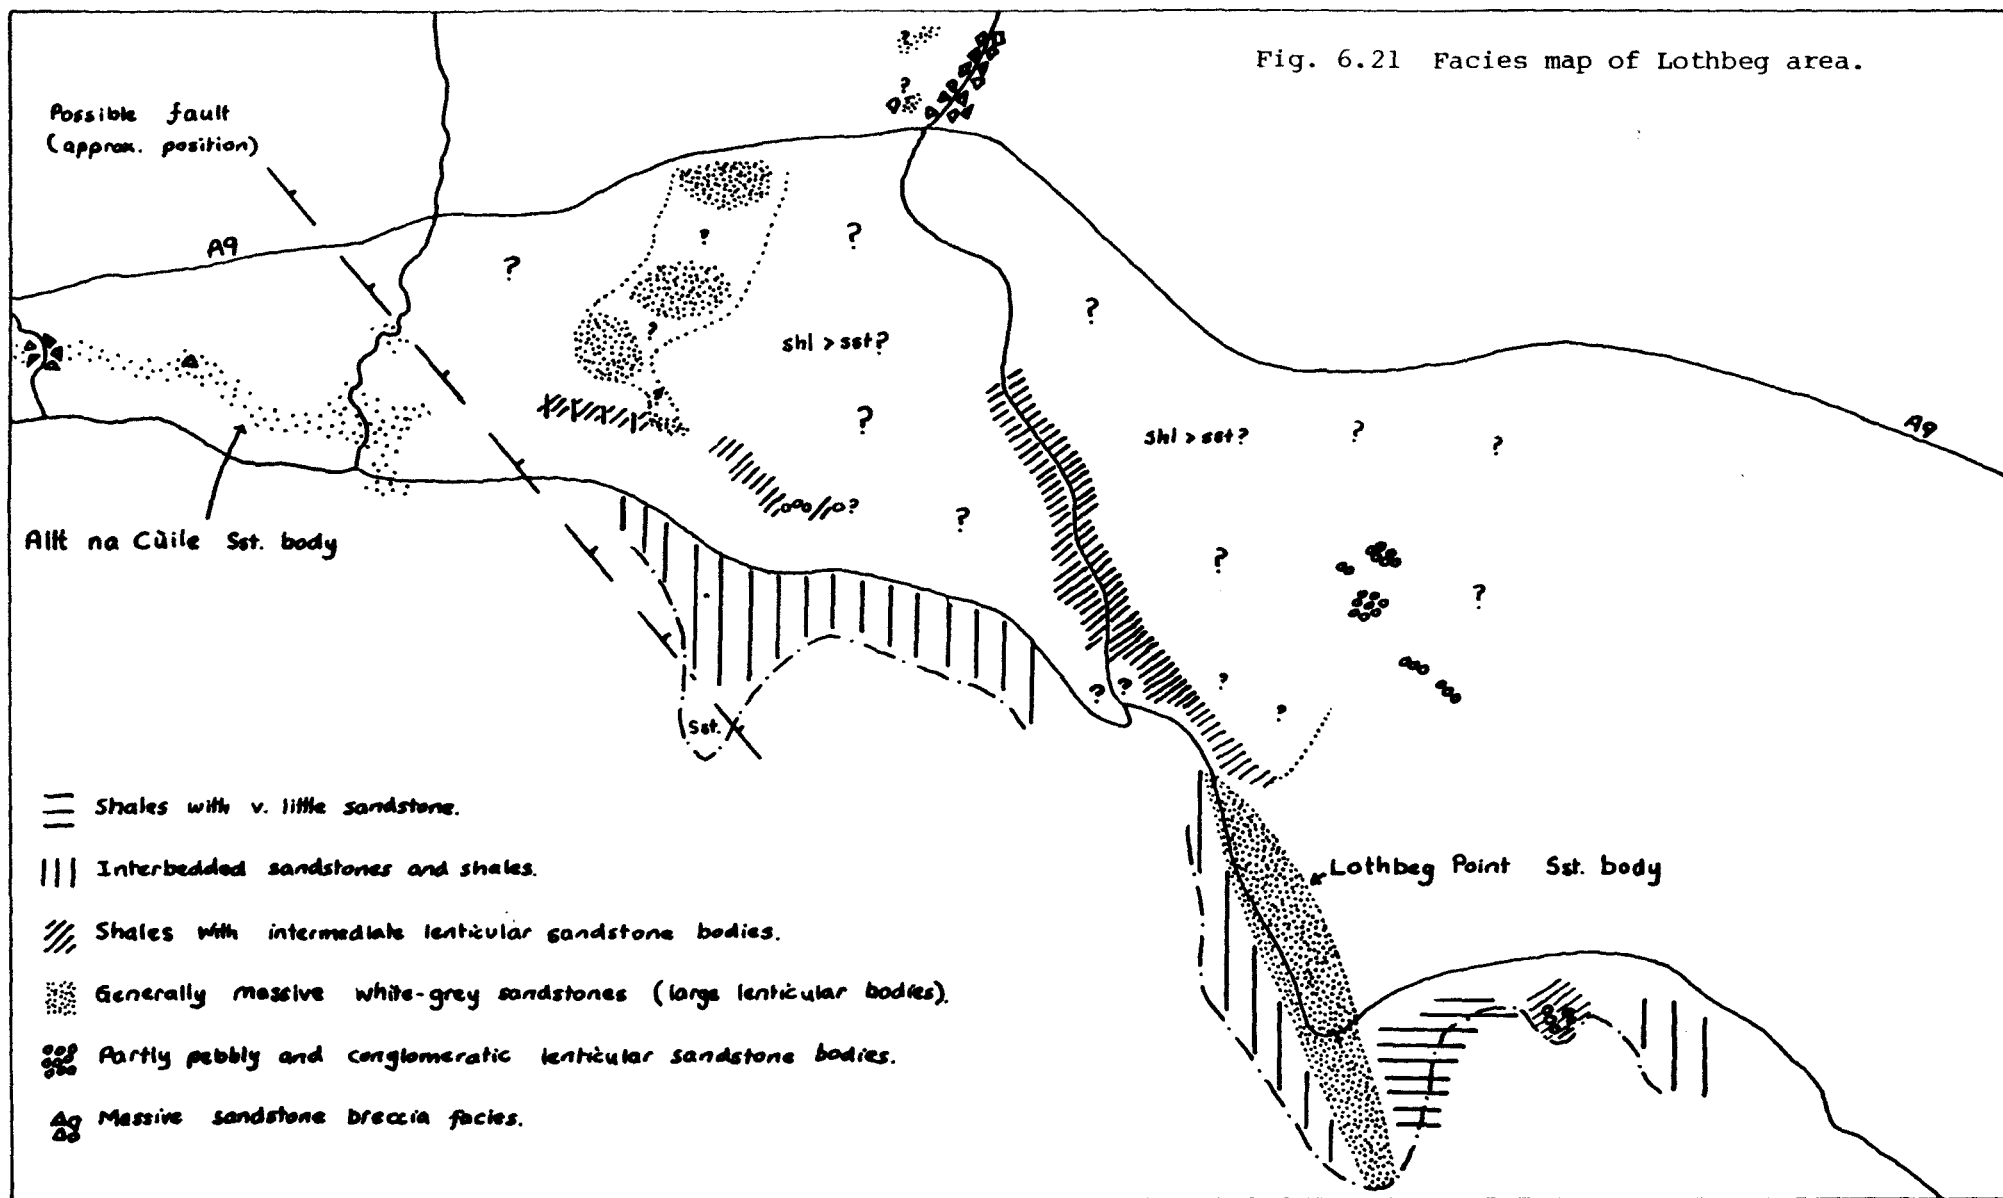 Fig. 6.21 Facies map of Lothbeg area.
Possible fault
(approx. position)
A9
?
?
?
?
?
?
?
shl > sst?
?
?
?
shl > sst?
?
?
?
?
?
?
?
?
?
Allt na Cùile Sst. body
Sst.
Lothbeg Point Sst. body
A9
Shales with v. little sandstone.
Interbedded sandstones and shales.
Shales with intermediate lenticular sandstone bodies.
Generally massive white-grey sandstones (large lenticular bodies).
Partly pebbly and conglomeratic lenticular sandstone bodies.
Massive sandstone breccia facies.